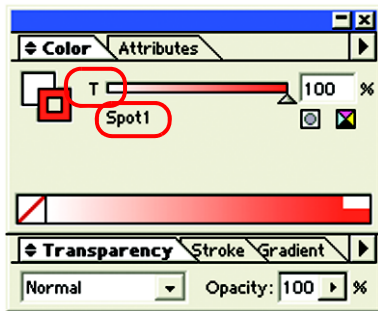 Color Attributes
T 100 %
Spot1
Transparency Stroke Gradient
Normal Opacity: 100 %